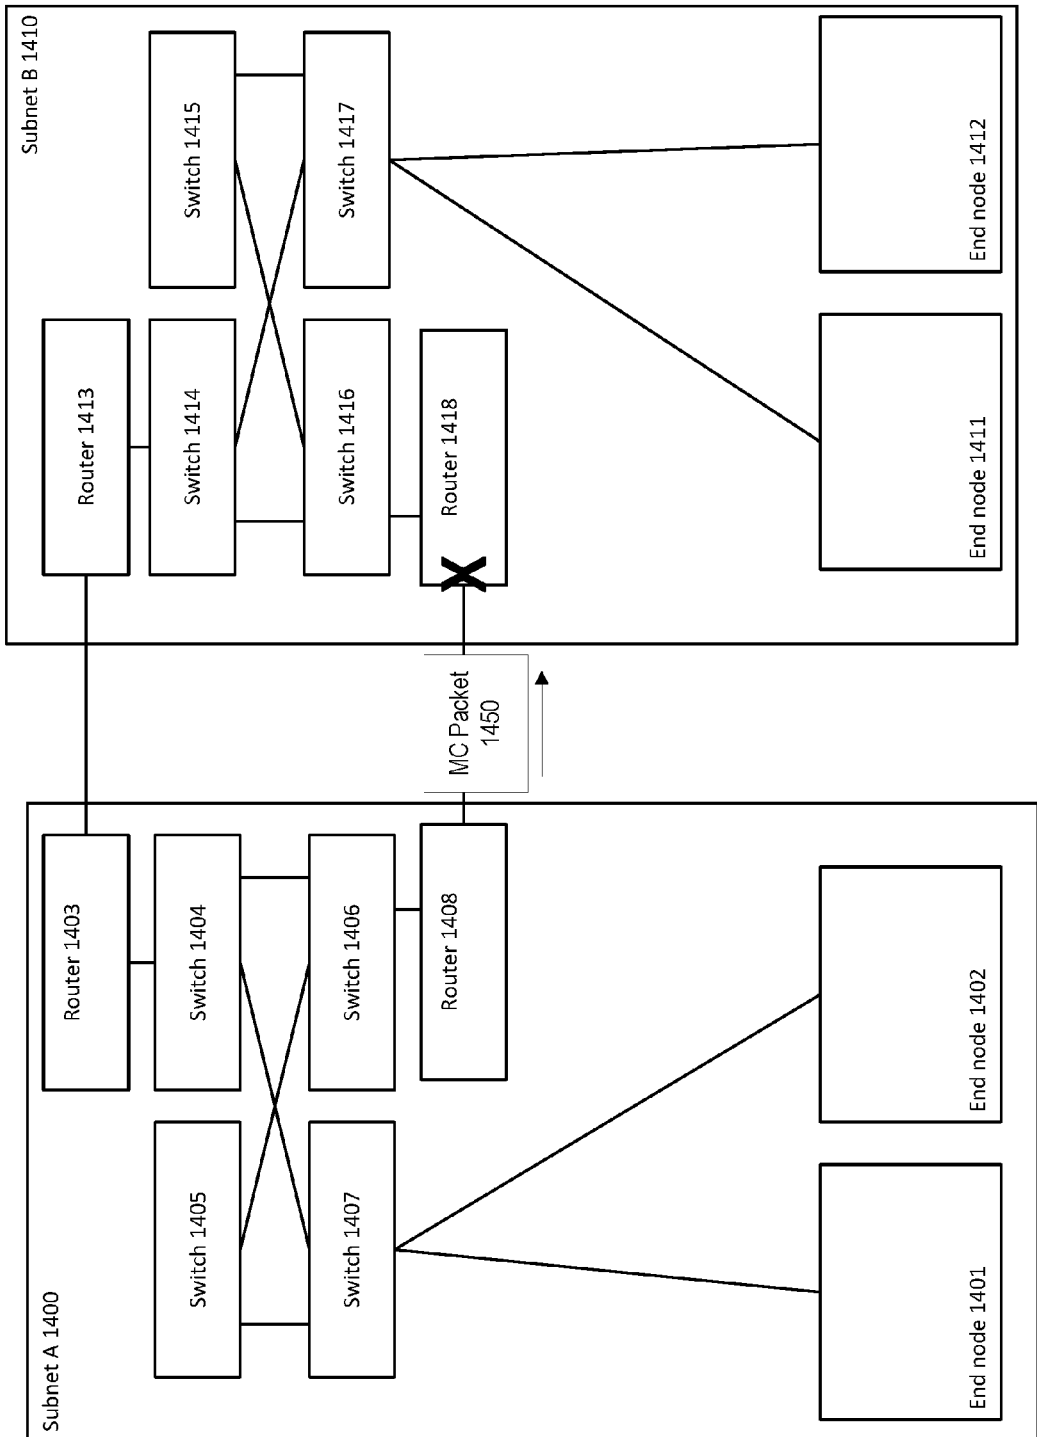 Subnet A 1400
Subnet B 1410
Router 1403
Router 1413
Switch 1405
Switch 1404
Switch 1414
Switch 1415
Switch 1407
Switch 1406
Switch 1416
Switch 1417
Router 1408
MC Packet
1450
Router 1418
End node 1401
End node 1402
End node 1411
End node 1412